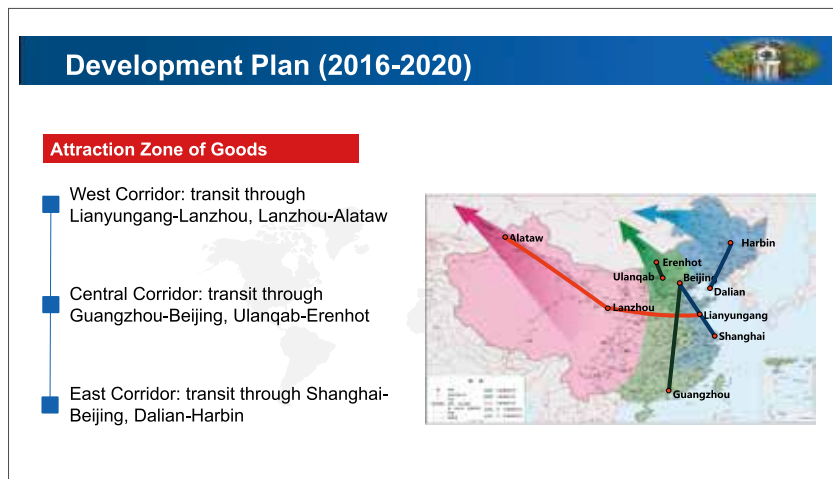 Development Plan (2016-2020)
Attraction Zone of Goods
West Corridor: transit through
Lianyungang-Lanzhou, Lanzhou-Alataw
Central Corridor: transit through
Guangzhou-Beijing, Ulanqab-Erenhot
East Corridor: transit through Shanghai-
Beijing, Dalian-Harbin
Alataw
Harbin
Erenhot
Ulanqab
Beijing
Dalian
Lanzhou
Lianyungang
Shanghai
Guangzhou